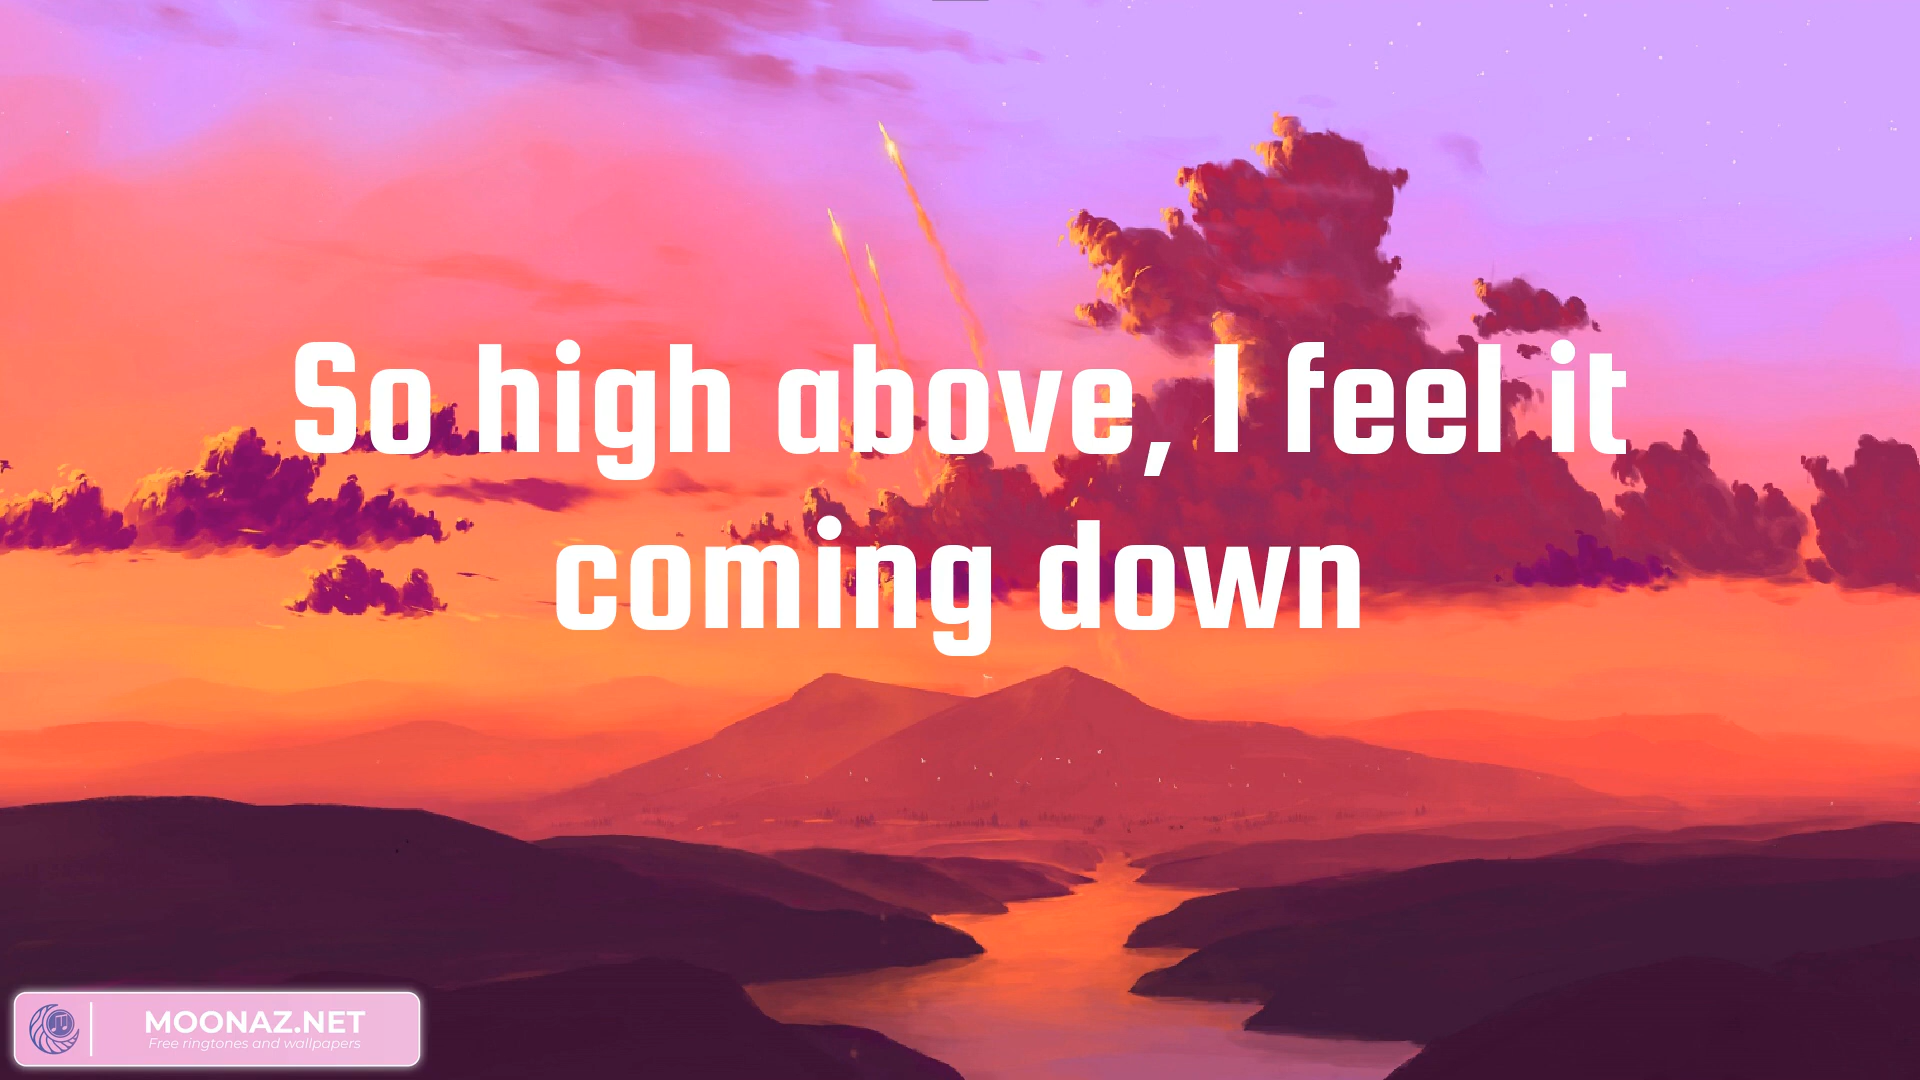 So high above, I feel it
coming down
MOONAZ.NET
Free ringtones and wallpapers